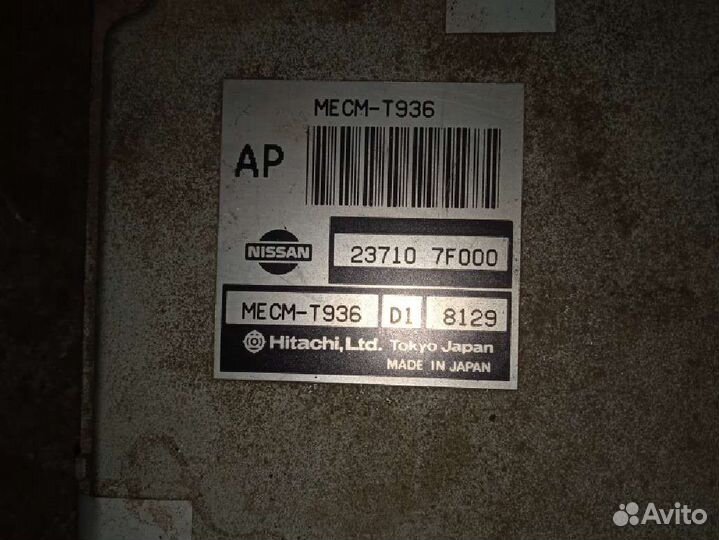 MECM-T936
AP
NISSAN
23710 7F000
MECM-T936 D1 8129
Hitachi, Ltd. Tokyo Japan
MADE IN JAPAN
Avito